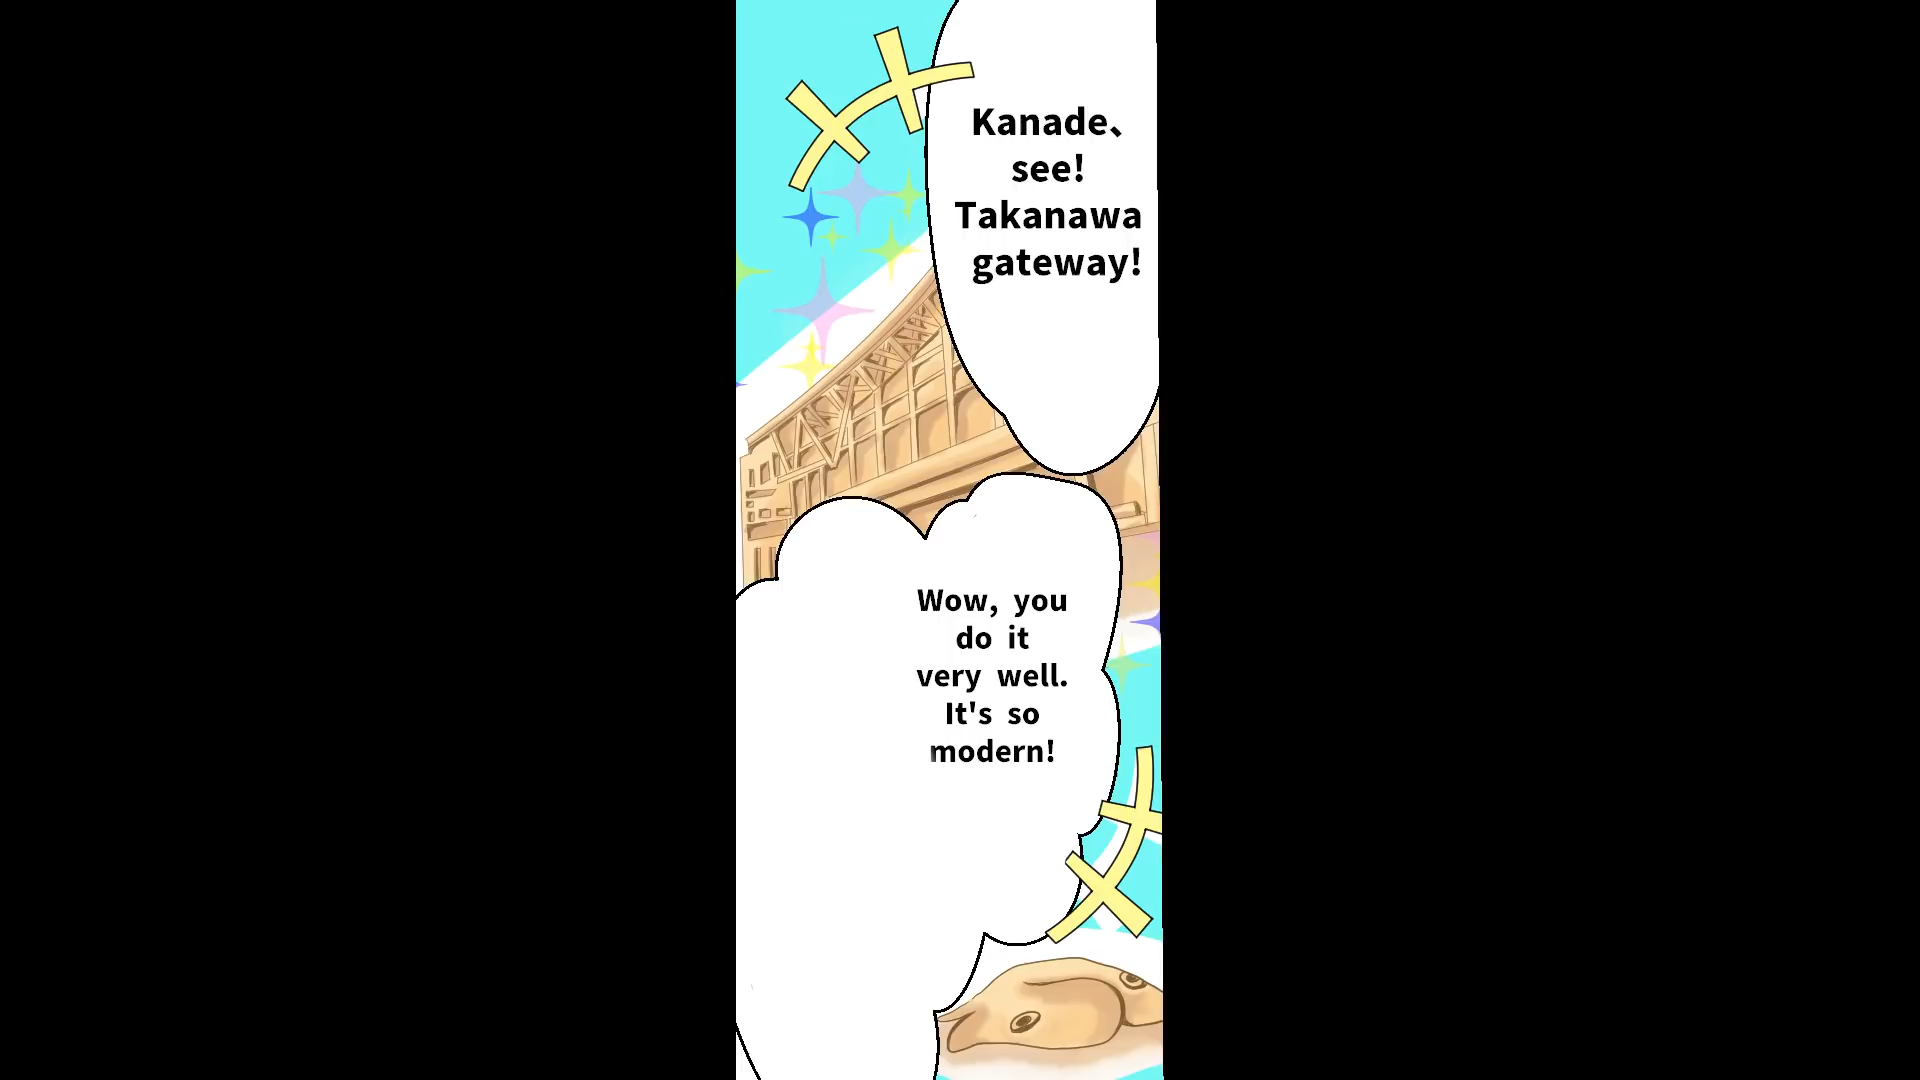 Kanade、
see!
Takanawa
gateway!
Wow, you
do it
very well.
It's so
modern!